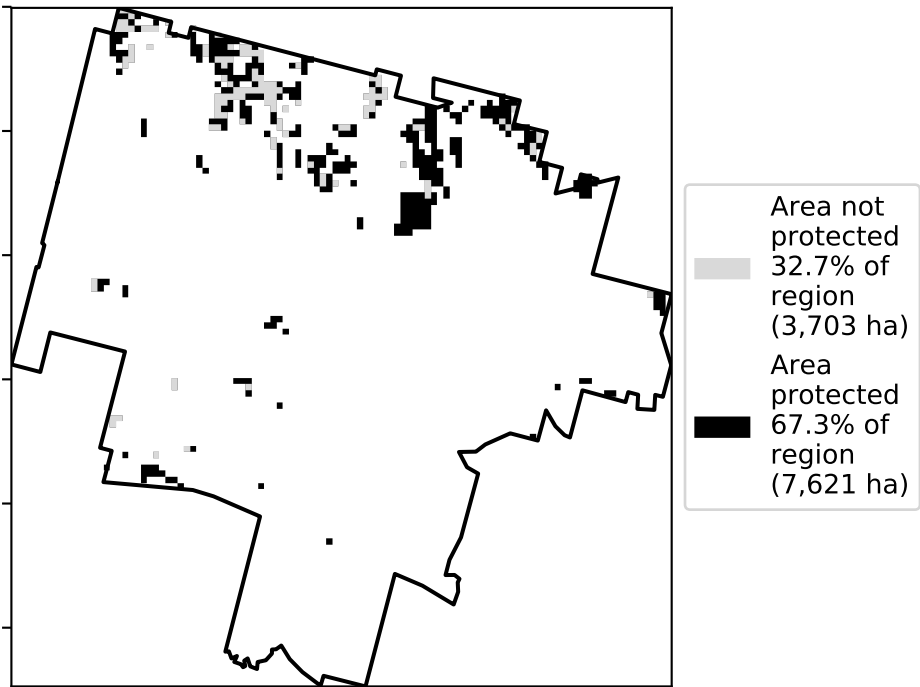 Area not
protected
32.7% of
region
(3,703 ha)
Area
protected
67.3% of
region
(7,621 ha)